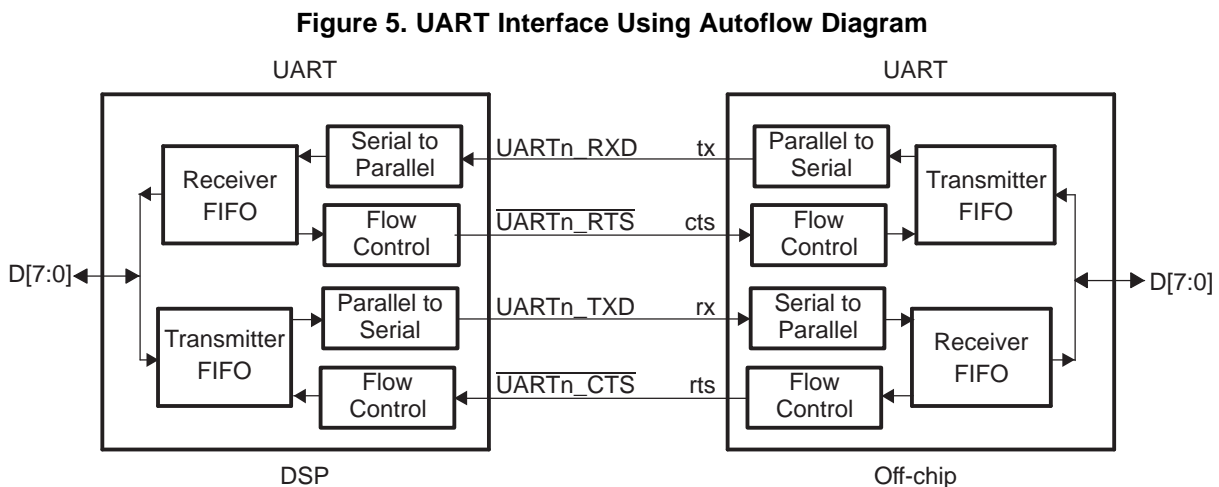 Figure 5. UART Interface Using Autoflow Diagram
UART
UART
Serial to
Parallel
UARTn_RXD
tx
Parallel to
Serial
Receiver
FIFO
Transmitter
FIFO
Flow
Control
UARTn_RTS
cts
Flow
Control
D[7:0]
D[7:0]
Parallel to
Serial
UARTn_TXD
rx
Serial to
Parallel
Transmitter
FIFO
Receiver
FIFO
Flow
Control
UARTn_CTS
rts
Flow
Control
DSP
Off-chip